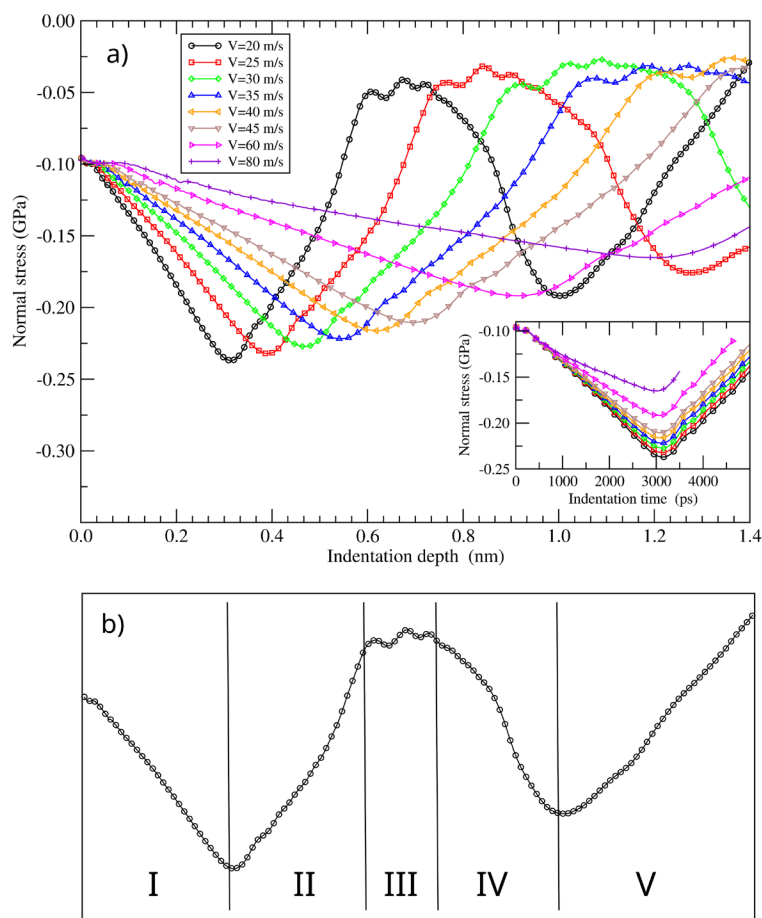 a)
V=20 m/s
V=25 m/s
V=30 m/s
V=35 m/s
V=40 m/s
V=45 m/s
V=60 m/s
V=80 m/s
Normal stress (GPa)
0.00
-0.05
-0.10
-0.15
-0.20
-0.25
-0.30
0.0 0.2 0.4 0.6 0.8 1.0 1.2 1.4
Indentation depth (nm)
Normal stress (GPa)
-0.10
-0.15
-0.20
-0.25
0 1000 2000 3000 4000
Indentation time (ps)
b)
I II III IV V